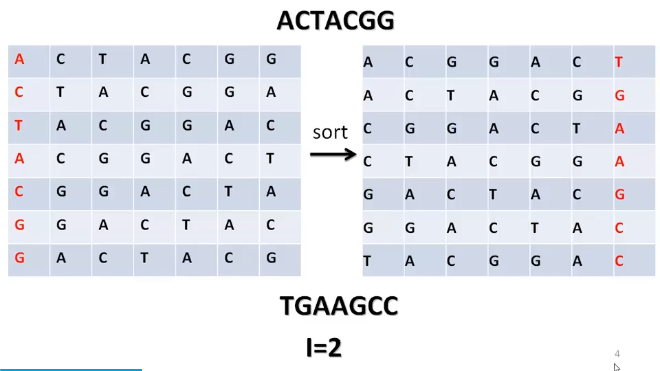 ACTACGG
A C T A C G G
C T A C G G A
T A C G G A C
A C G G A C T
C G G A C T A
G G A C T A C
G A C T A C G
sort
A C G G A C T
A C T A C G G
C G G A C T A
C T A C G G A
G A C T A C G
G G A C T A C
T A C G G A C
TGAAGCC
I=2
4